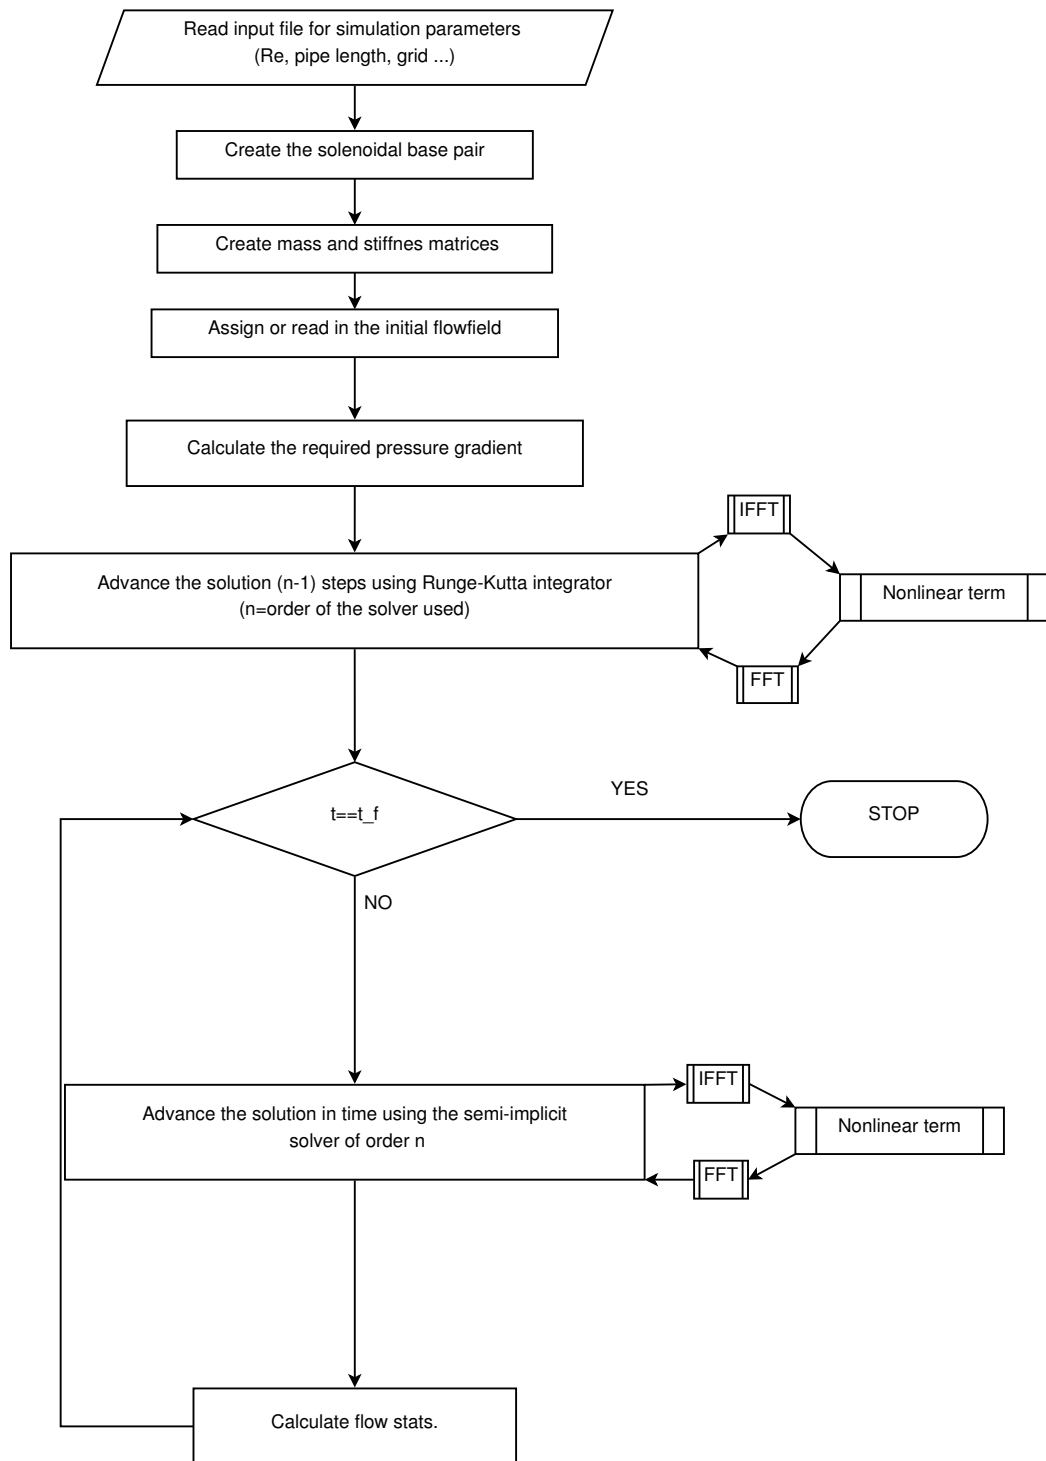 Read input file for simulation parameters
(Re, pipe length, grid ...)
Create the solenoidal base pair
Create mass and stiffnes matrices
Assign or read in the initial flowfield
Calculate the required pressure gradient
IFFT
Advance the solution (n-1) steps using Runge-Kutta integrator
(n=order of the solver used)
Nonlinear term
FFT
t==t_f
YES
STOP
NO
IFFT
Advance the solution in time using the semi-implicit
solver of order n
Nonlinear term
FFT
Calculate flow stats.